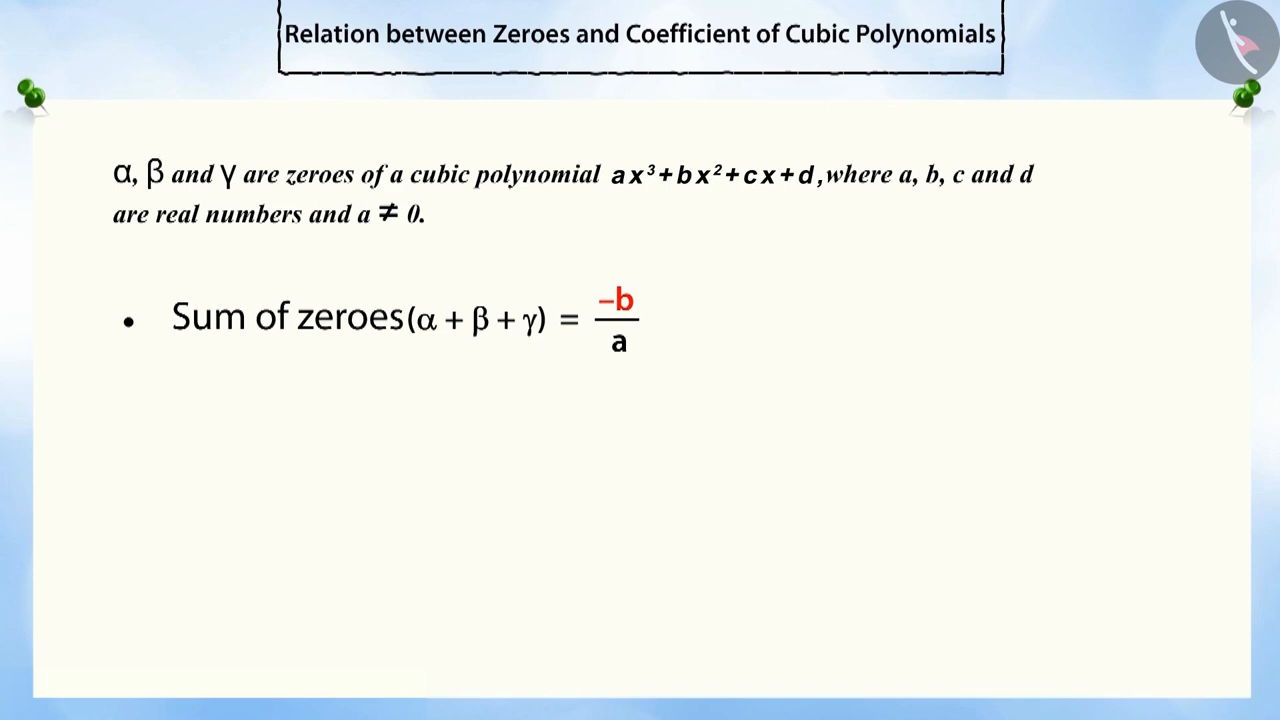 Relation between Zeroes and Coefficient of Cubic Polynomials
α, β and γ are zeroes of a cubic polynomial ax³+bx²+cx+d,where a, b, c and d
are real numbers and a ≠ 0.
• Sum of zeroes(α + β + γ) = –b/a